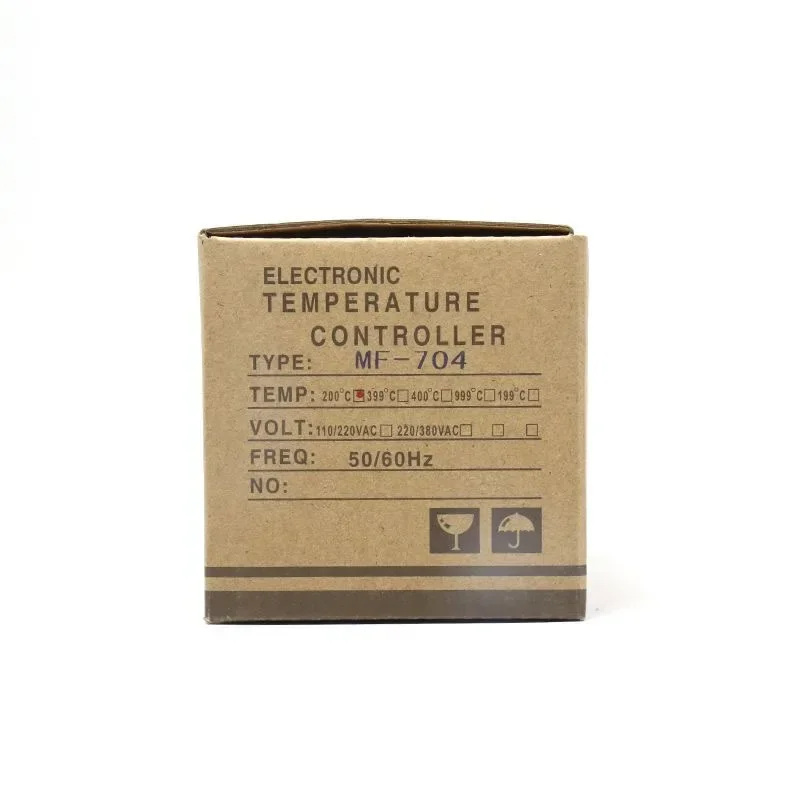 ELECTRONIC
TEMPERATURE
CONTROLLER
TYPE: MF-704
TEMP: 200°C 399°C 400°C 999°C 199°C
VOLT: 110/220VAC 220/380VAC
FREQ: 50/60Hz
NO: